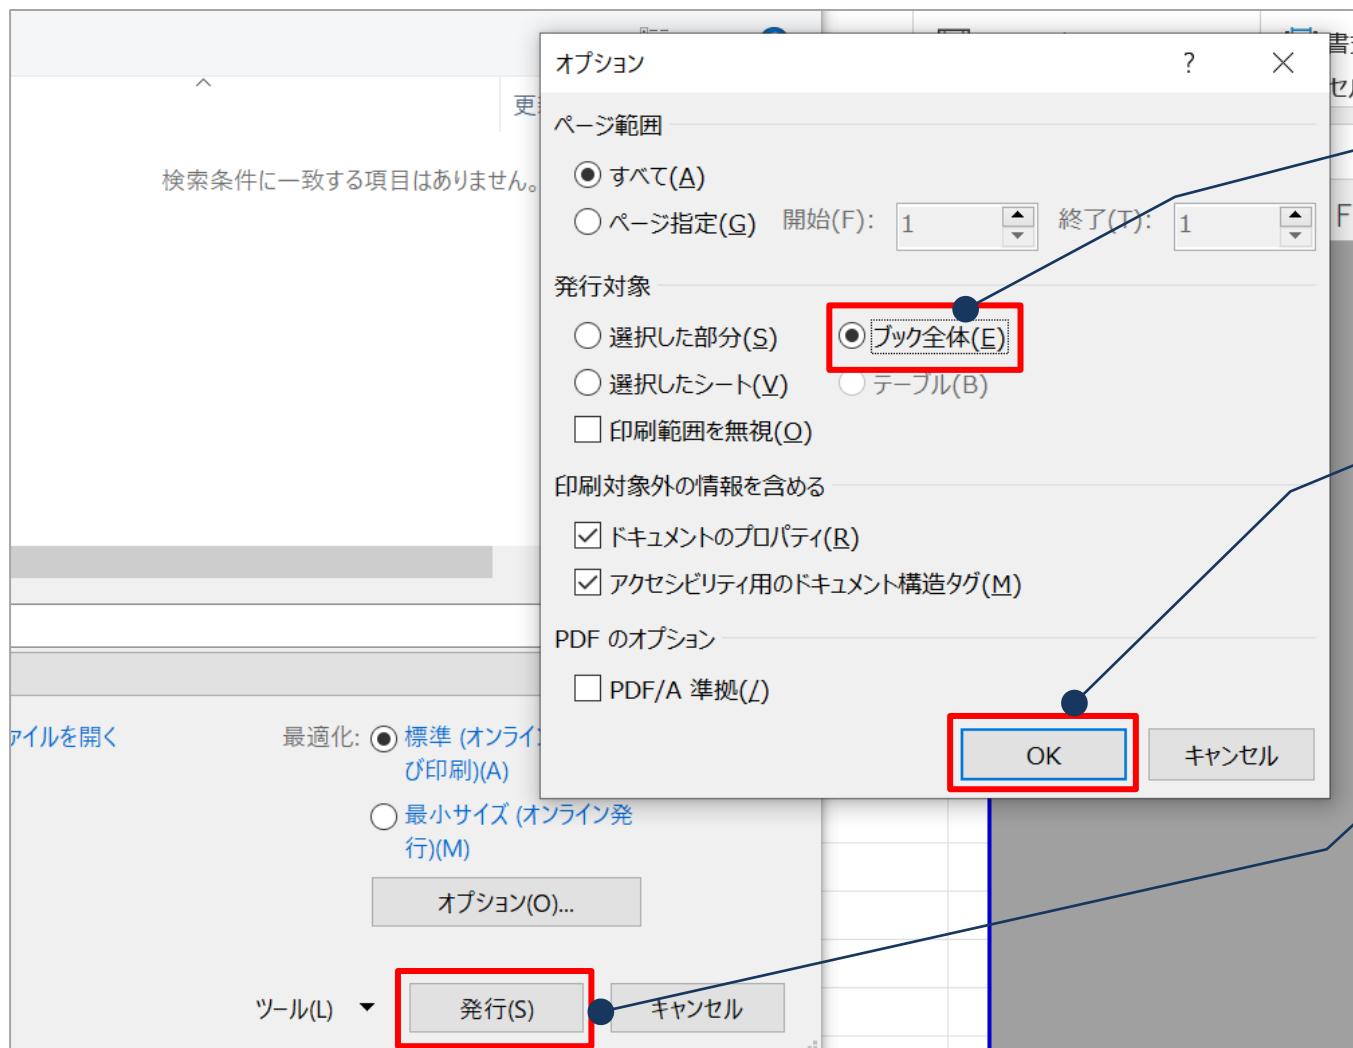 オプション
?
ページ範囲
すべて(A)
ページ指定(G) 開始(F): 1 終了(T): 1
発行対象
選択した部分(S) ブック全体(E)
選択したシート(V) テーブル(B)
印刷範囲を無視(O)
印刷対象外の情報を含める
ドキュメントのプロパティ(R)
アクセシビリティ用のドキュメント構造タグ(M)
PDF のオプション
PDF/A 準拠(/)
OK キャンセル
更
検索条件に一致する項目はありません。
書
セル
F
ァイルを開く
最適化: 標準 (オンライン
び印刷)(A)
最小サイズ (オンライン発
行)(M)
オプション(O)...
ツール(L) 発行(S) キャンセル